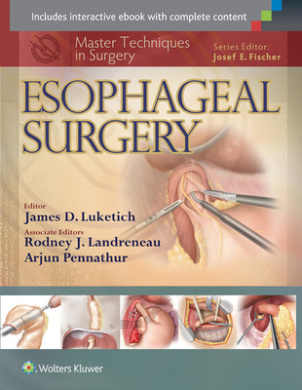 Includes interactive ebook with complete content
Master Techniques
in Surgery
Series Editor:
Josef E. Fischer
ESOPHAGEAL
SURGERY
Editor
James D. Luketich
Associate Editors
Rodney J. Landreneau
Arjun Pennathur
Wolters Kluwer